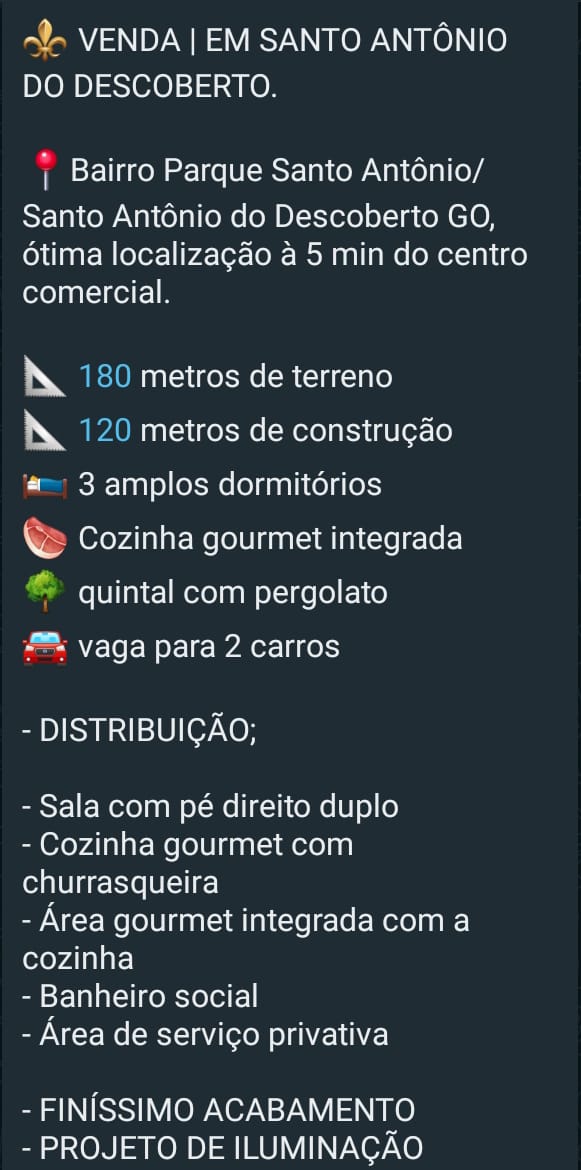 ⚜️ VENDA | EM SANTO ANTÔNIO
DO DESCOBERTO.
📍 Bairro Parque Santo Antônio/
Santo Antônio do Descoberto GO,
ótima localização à 5 min do centro
comercial.
📐 180 metros de terreno
📐 120 metros de construção
🛌 3 amplos dormitórios
🥩 Cozinha gourmet integrada
🌳 quintal com pergolato
🚘 vaga para 2 carros
- DISTRIBUIÇÃO;
- Sala com pé direito duplo
- Cozinha gourmet com
churrasqueira
- Área gourmet integrada com a
cozinha
- Banheiro social
- Área de serviço privativa
- FINÍSSIMO ACABAMENTO
- PROJETO DE ILUMINAÇÃO